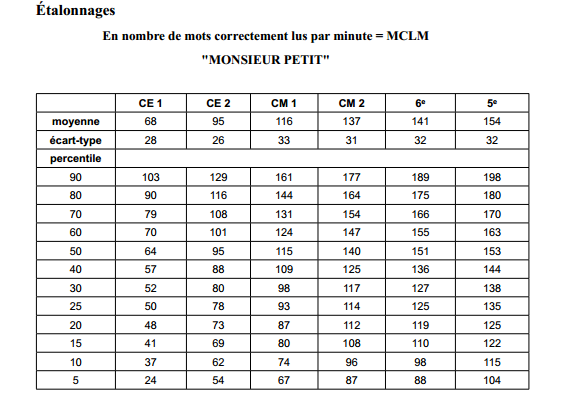 Étalonnages
En nombre de mots correctement lus par minute = MCLM
"MONSIEUR PETIT"
CE 1 CE 2 CM 1 CM 2 6e 5e
moyenne 68 95 116 137 141 154
écart-type 28 26 33 31 32 32
percentile
90 103 129 161 177 189 198
80 90 116 144 164 175 180
70 79 108 131 154 166 170
60 70 101 124 147 155 163
50 64 95 115 140 151 153
40 57 88 109 125 136 144
30 52 80 98 117 127 138
25 50 78 93 114 125 135
20 48 73 87 112 119 125
15 41 69 80 108 110 122
10 37 62 74 96 98 115
5 24 54 67 87 88 104